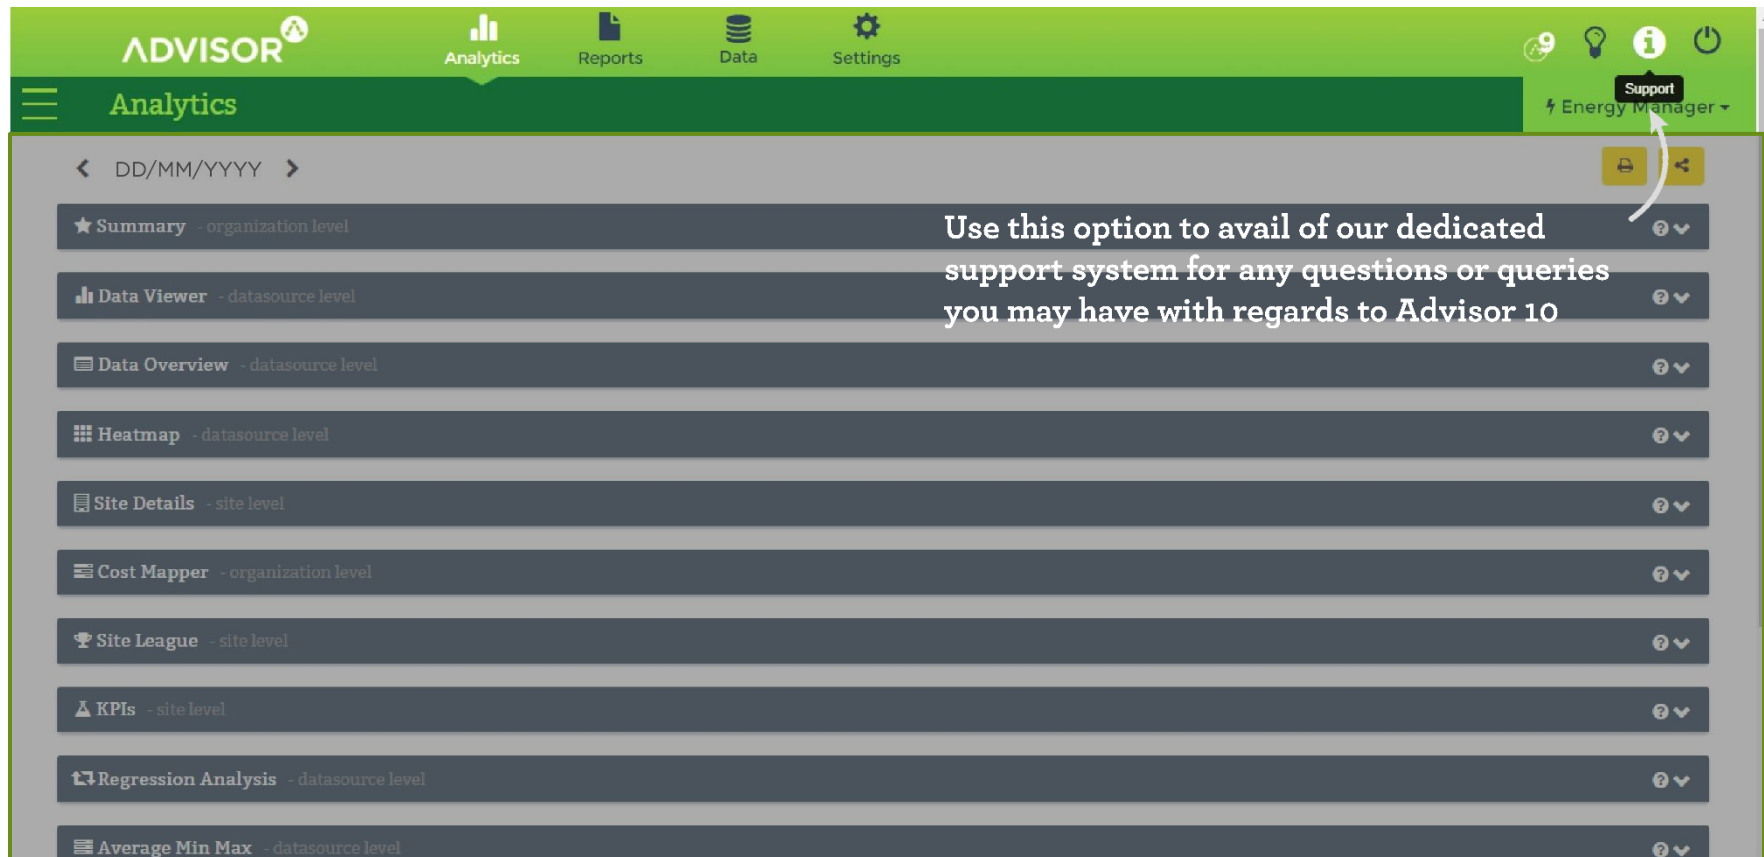 ADVISOR
Analytics
Reports
Data
Settings
9
Support
Analytics
Energy Manager
DD/MM/YYYY
Summary - organization level
Use this option to avail of our dedicated
support system for any questions or queries
you may have with regards to Advisor 10
Data Viewer - datasource level
Data Overview - datasource level
Heatmap - datasource level
Site Details - site level
Cost Mapper - organization level
Site League - site level
KPIs - site level
Regression Analysis - datasource level
Average Min Max - datasource level